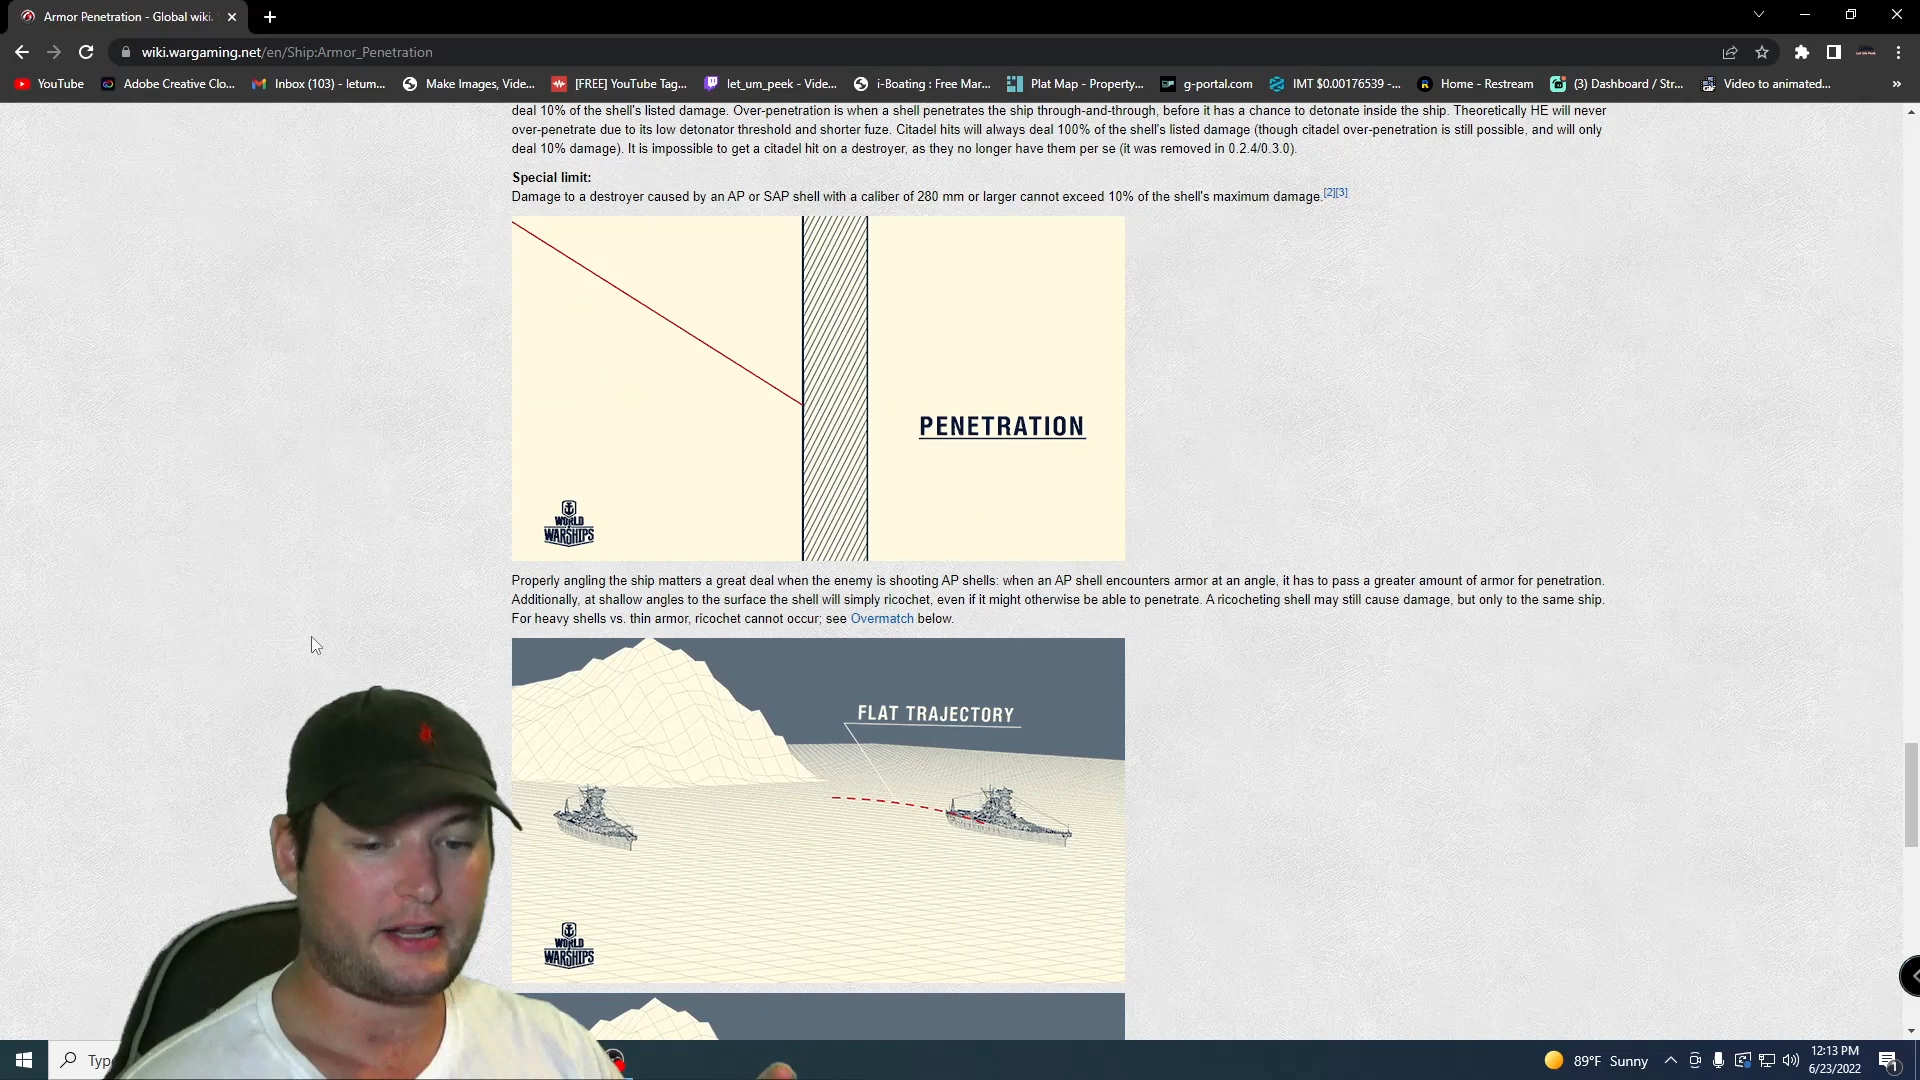 Armor Penetration - Global wiki.
wiki.wargaming.net/en/Ship:Armor_Penetration
YouTube Adobe Creative Clo... Inbox (103) - letum... Make Images, Vide... [FREE] YouTube Tag... let_um_peek - Vide... i-Boating : Free Mar... Plat Map - Property... g-portal.com IMT $0.00176539 -... Home - Restream (3) Dashboard / Str... Video to animated... »
deal 10% of the shell's listed damage. Over-penetration is when a shell penetrates the ship through-and-through, before it has a chance to detonate inside the ship. Theoretically HE will never
over-penetrate due to its low detonator threshold and shorter fuze. Citadel hits will always deal 100% of the shell's listed damage (though citadel over-penetration is still possible, and will only
deal 10% damage). It is impossible to get a citadel hit on a destroyer, as they no longer have them per se (it was removed in 0.2.4/0.3.0).
Special limit:
Damage to a destroyer caused by an AP or SAP shell with a caliber of 280 mm or larger cannot exceed 10% of the shell's maximum damage.[2][3]
PENETRATION
WORLD
OF
WARSHIPS
Properly angling the ship matters a great deal when the enemy is shooting AP shells: when an AP shell encounters armor at an angle, it has to pass a greater amount of armor for penetration.
Additionally, at shallow angles to the surface the shell will simply ricochet, even if it might otherwise be able to penetrate. A ricocheting shell may still cause damage, but only to the same ship.
For heavy shells vs. thin armor, ricochet cannot occur; see Overmatch below.
FLAT TRAJECTORY
WORLD
OF
WARSHIPS
Type
89°F Sunny
12:13 PM
6/23/2022
1